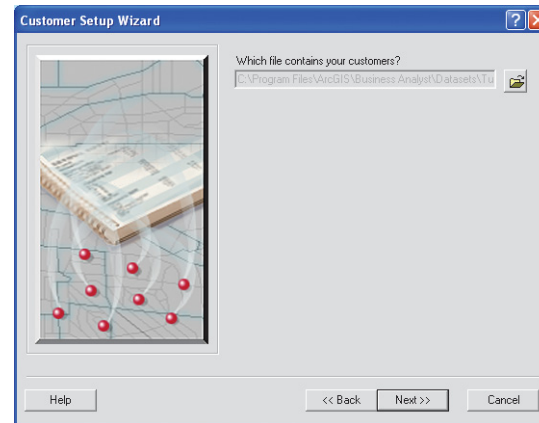 Customer Setup Wizard
Which file contains your customers?
C:\Program Files\ArcGIS\Business Analyst\Datasets\Tu
Help
<< Back
Next >>
Cancel